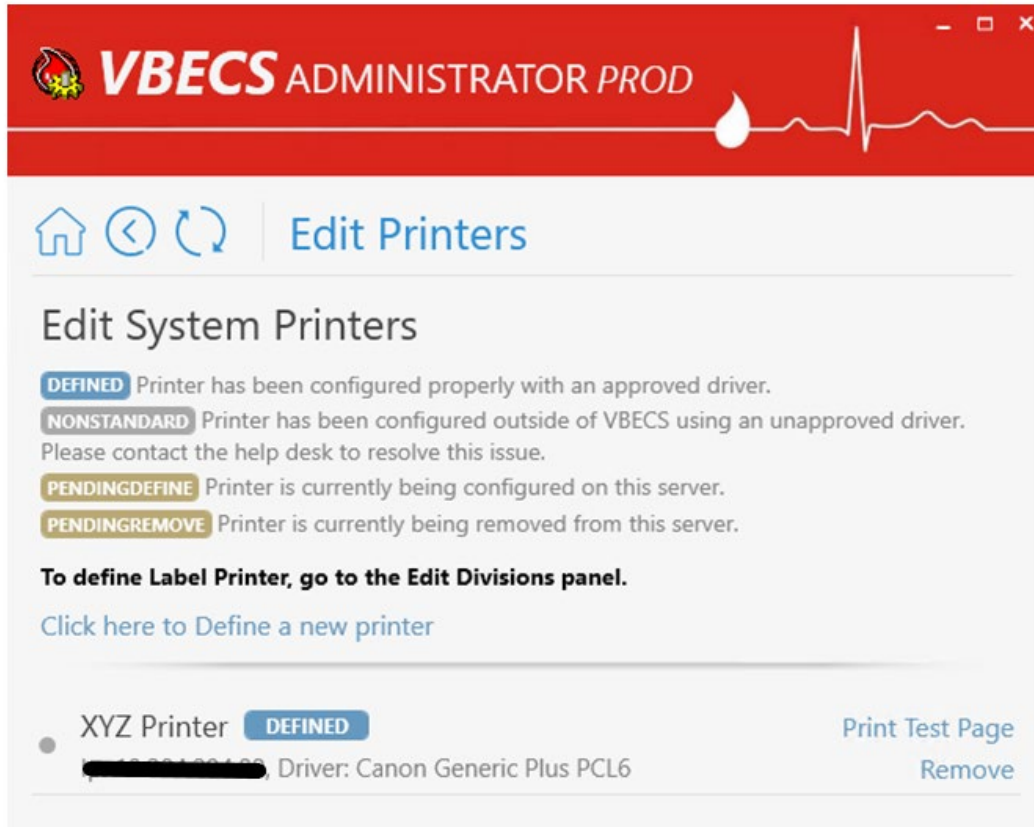 VBECS ADMINISTRATOR PROD
Edit Printers
Edit System Printers
DEFINED Printer has been configured properly with an approved driver.
NONSTANDARD Printer has been configured outside of VBECS using an unapproved driver.
Please contact the help desk to resolve this issue.
PENDINGDEFINE Printer is currently being configured on this server.
PENDINGREMOVE Printer is currently being removed from this server.
To define Label Printer, go to the Edit Divisions panel.
Click here to Define a new printer
XYZ Printer DEFINED
Print Test Page
, Driver: Canon Generic Plus PCL6
Remove